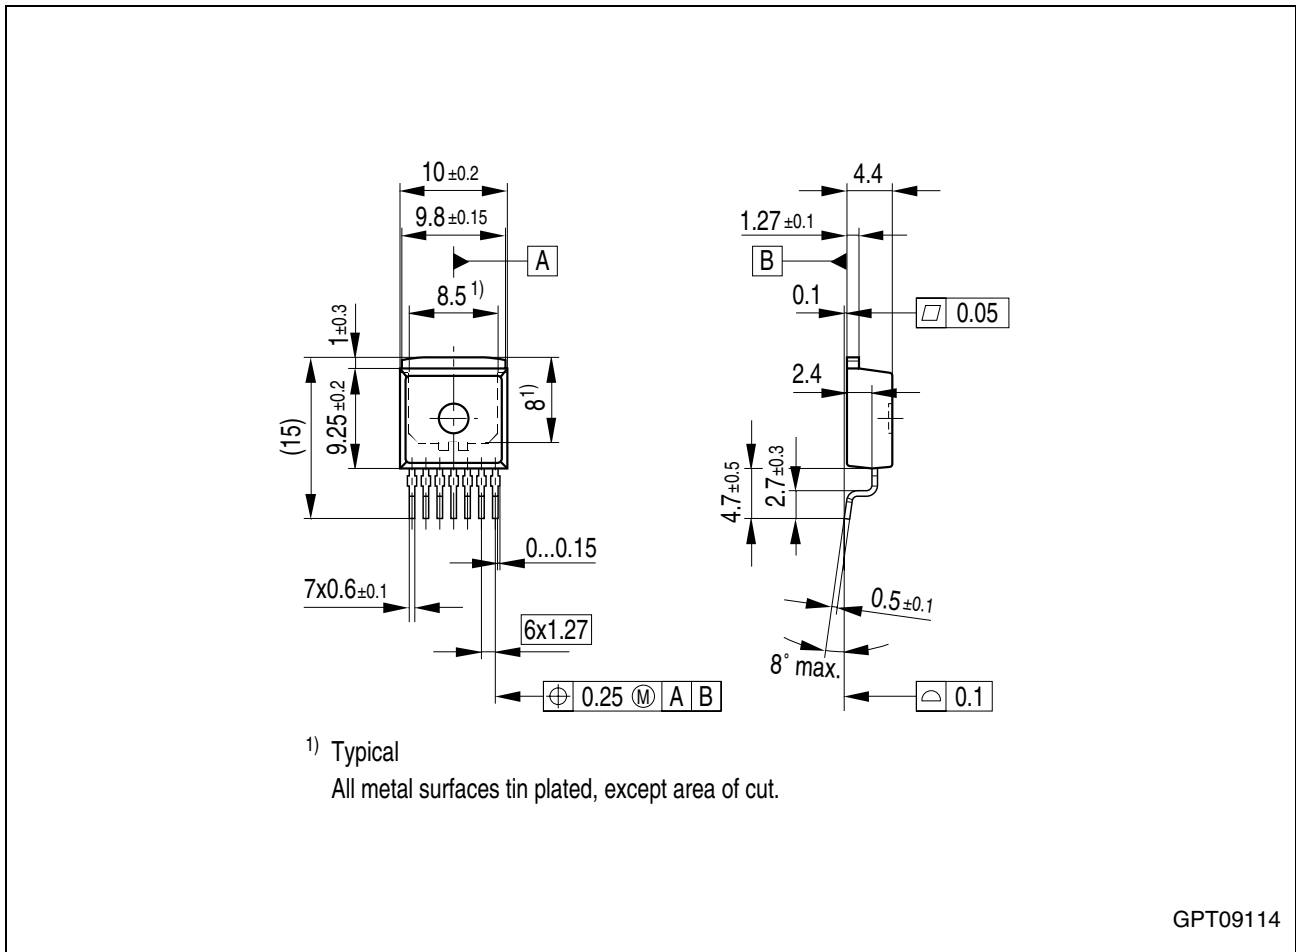 10 ±0.2
4.4
9.8 ±0.15
1.27 ±0.1
A
B
8.5 1)
0.1
0.05
1±0.3
2.4
8 1)
9.25 ±0.2
(15)
4.7±0.5
2.7±0.3
0...0.15
7x0.6±0.1
0.5 ±0.1
6x1.27
8° max.
0.25 Ⓜ A B
0.1
1) Typical
All metal surfaces tin plated, except area of cut.
GPT09114